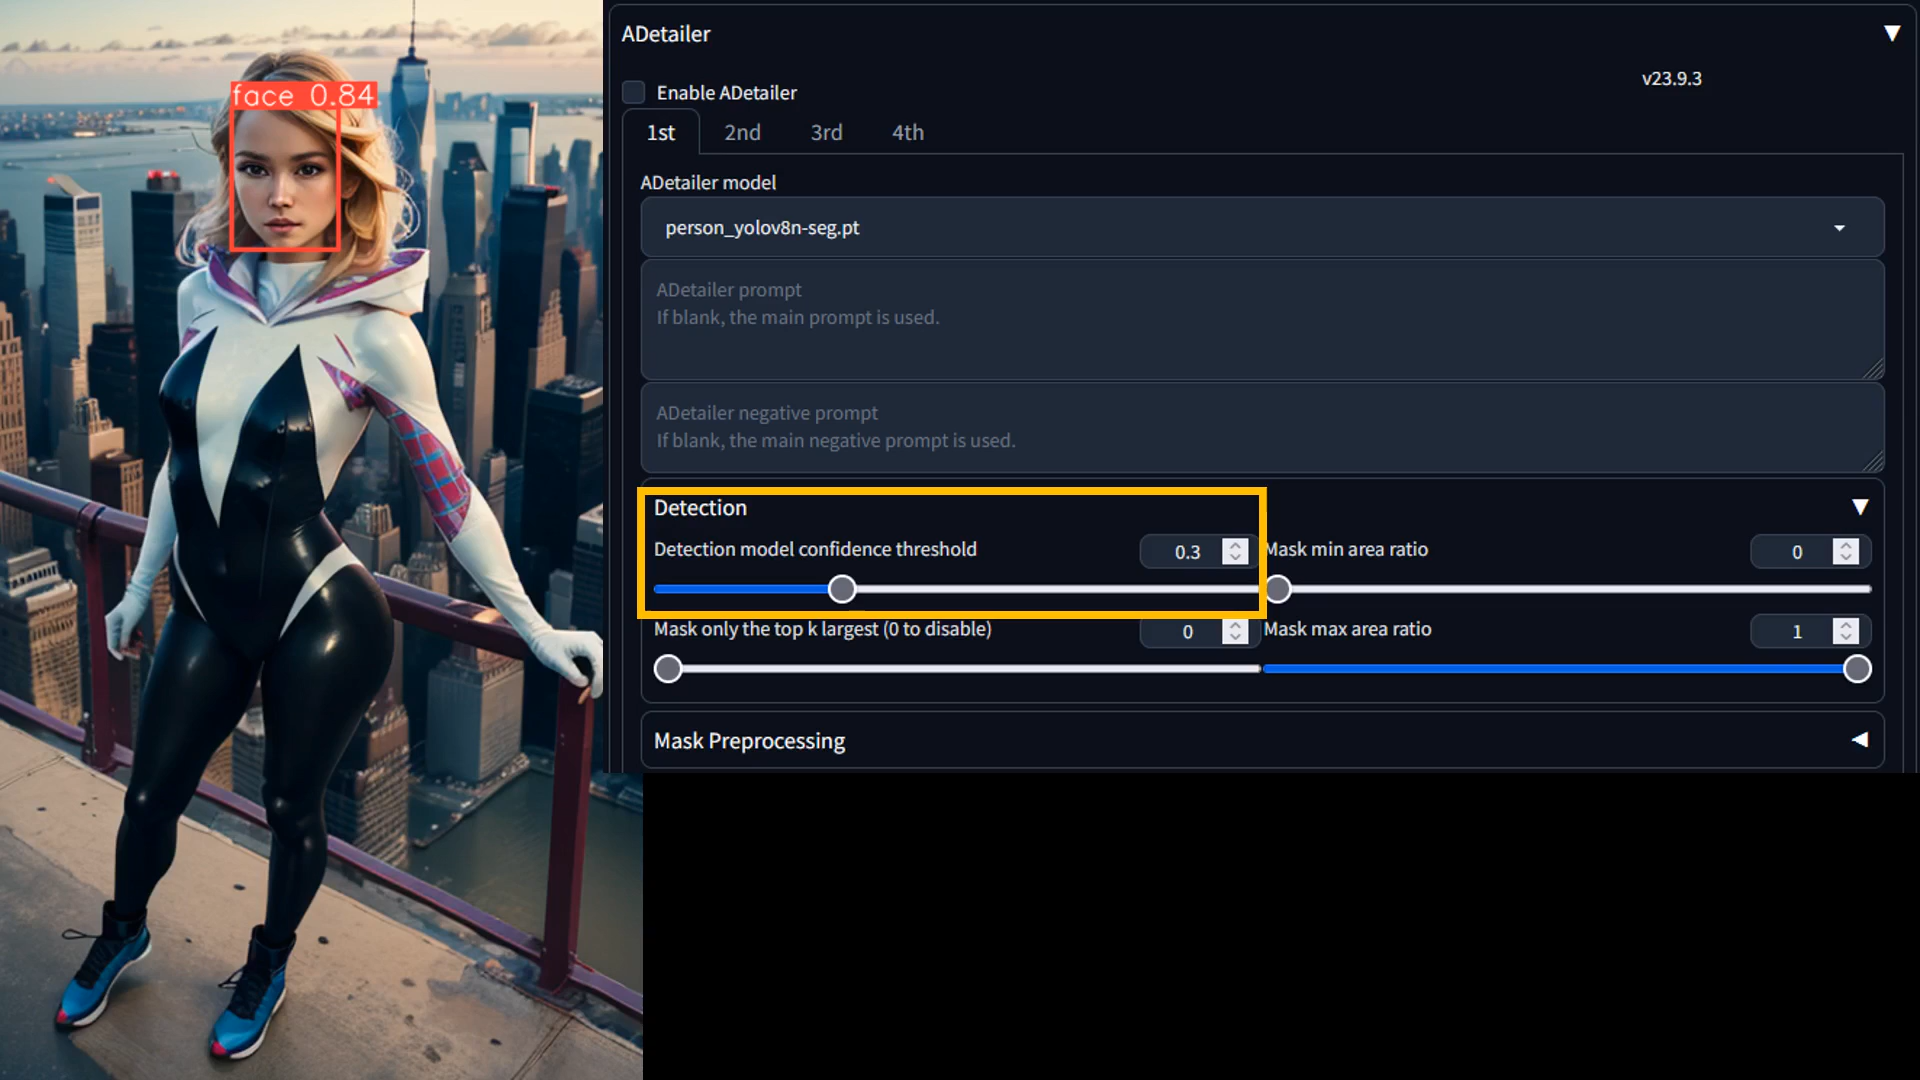 face 0.84
ADetailer
v23.9.3
Enable ADetailer
1st 2nd 3rd 4th
ADetailer model
person_yolov8n-seg.pt
ADetailer prompt
If blank, the main prompt is used.
ADetailer negative prompt
If blank, the main negative prompt is used.
Detection
Detection model confidence threshold 0.3 Mask min area ratio 0
Mask only the top k largest (0 to disable) 0 Mask max area ratio 1
Mask Preprocessing